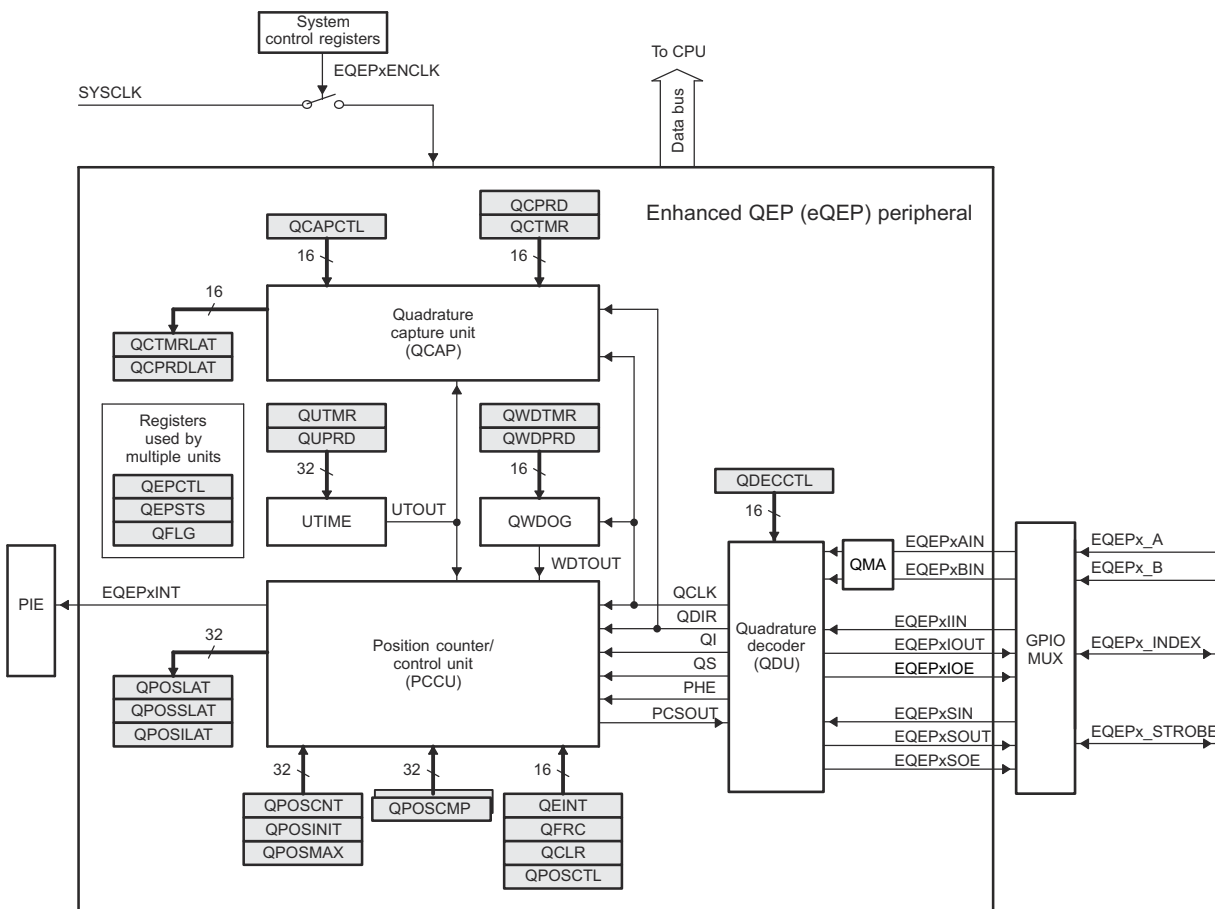 System
control registers
To CPU
EQEPxENCLK
SYSCLK
Data bus
Enhanced QEP (eQEP) peripheral
QCPRD
QCAPCTL
QCTMR
16
16
16
Quadrature
capture unit
(QCAP)
QCTMRLAT
QCPRDLAT
Registers
used by
multiple units
QEPCTL
QEPSTS
QFLG
QUTMR
QUPRD
32
QWDTMR
QWDPRD
16
UTIME
UTOUT
QWDOG
WDTOUT
QDECCTL
16
PIE
EQEPxINT
32
QPOSLAT
QPOSSLAT
QPOSILAT
Position counter/
control unit
(PCCU)
QCLK
QDIR
QI
QS
PHE
PCSOUT
Quadrature
decoder
(QDU)
QMA
EQEPxAIN
EQEPxBIN
EQEPxIIN
EQEPxIOUT
EQEPxIOE
EQEPxSIN
EQEPxSOUT
EQEPxSOE
GPIO
MUX
EQEPx_A
EQEPx_B
EQEPx_INDEX
EQEPx_STROBE
32
32
16
QPOSCNT
QPOSINIT
QPOSMAX
QPOSCMP
QEINT
QFRC
QCLR
QPOSCTL